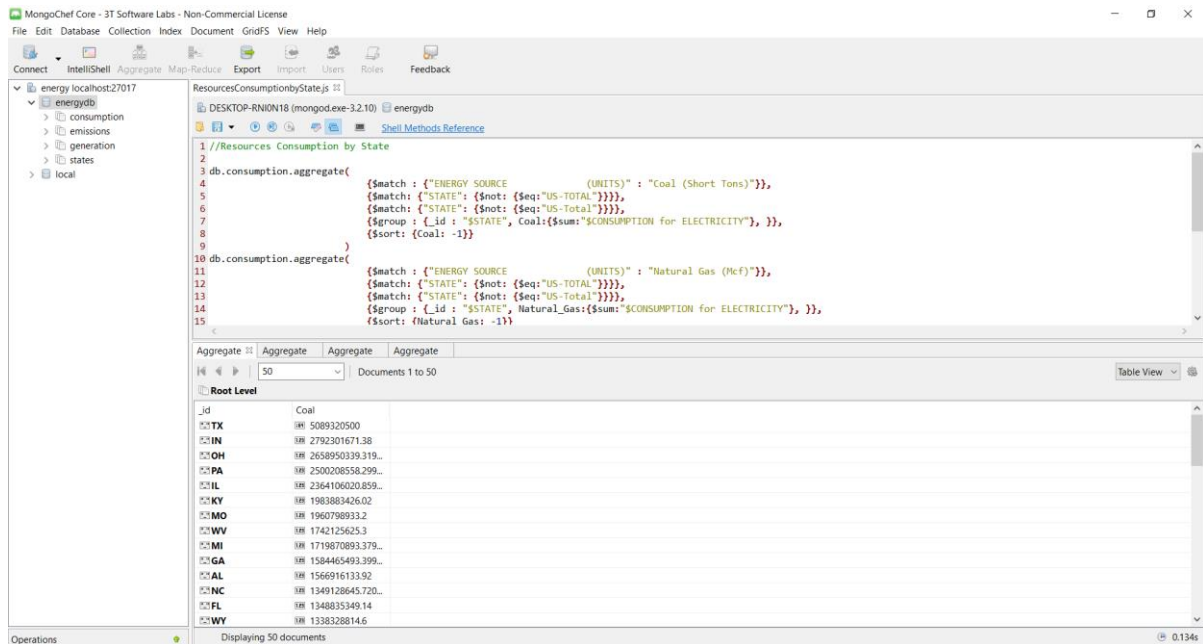 MongoChef Core - 3T Software Labs - Non-Commercial License
File Edit Database Collection Index Document GridFS View Help
Connect IntelliShell Aggregate Map-Reduce Export Import Users Roles Feedback
energy localhost:27017
energydb
consumption
emissions
generation
states
local
ResourcesConsumptionbyState.js
DESKTOP-RNI0N18 (mongod.exe-3.2.10) energydb
Shell Methods Reference
1 //Resources Consumption by State
2
3 db.consumption.aggregate(
4 {$match : {"ENERGY SOURCE (UNITS)" : "Coal (Short Tons)"}},
5 {$match: {"STATE": {$not: {$eq:"US-TOTAL"}}}},
6 {$match: {"STATE": {$not: {$eq:"US-Total"}}}},
7 {$group : {_id : "$STATE", Coal:{$sum:"$CONSUMPTION for ELECTRICITY"}, }},
8 {$sort: {Coal: -1}}
9 )
10 db.consumption.aggregate(
11 {$match : {"ENERGY SOURCE (UNITS)" : "Natural Gas (Mcf)"}},
12 {$match: {"STATE": {$not: {$eq:"US-TOTAL"}}}},
13 {$match: {"STATE": {$not: {$eq:"US-Total"}}}},
14 {$group : {_id : "$STATE", Natural_Gas:{$sum:"$CONSUMPTION for ELECTRICITY"}, }},
15 {$sort: {Natural_Gas: -1}}
Aggregate Aggregate Aggregate Aggregate
50 Documents 1 to 50 Table View
Root Level
_id Coal
TX 5089320500
IN 2792301671.38
OH 2658950339.319...
PA 2500208558.299...
IL 2364106020.859...
KY 1983883426.02
MO 1960798933.2
WV 1742125625.3
MI 1719870893.379...
GA 1584465493.399...
AL 1566916133.92
NC 1349128645.720...
FL 1348835349.14
WY 1338328814.6
Operations Displaying 50 documents 0.134s